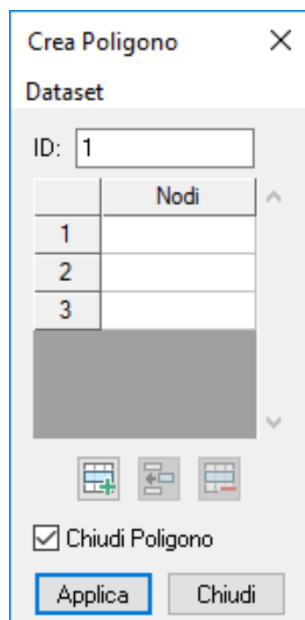 Crea Poligono
Dataset
ID: 1
Nodi
1
2
3
Chiudi Poligono
Applica Chiudi